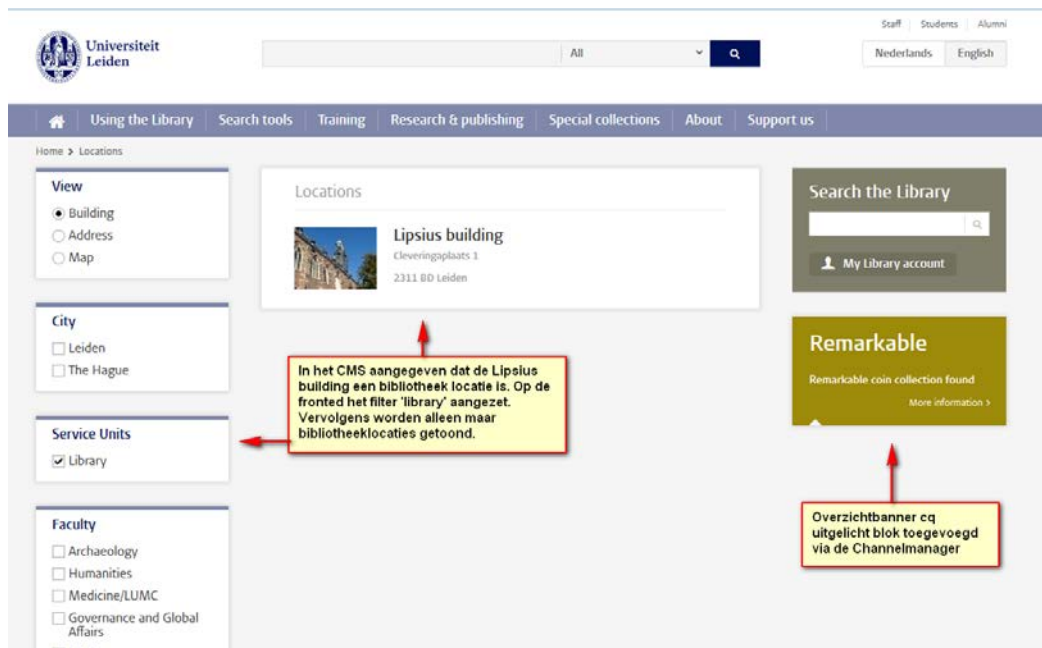 Staff Students Alumni
Universiteit
Leiden
All
Nederlands English
Using the Library Search tools Training Research & publishing Special collections About Support us
Home > Locations
View
Building
Address
Map
City
Leiden
The Hague
Service Units
Library
Faculty
Archaeology
Humanities
Medicine/LUMC
Governance and Global
Affairs
Locations
Lipsius building
Cleveringaplaats 1
2311 BD Leiden
In het CMS aangegeven dat de Lipsius
building een bibliotheek locatie is. Op de
fronted het filter 'library' aangezet.
Vervolgens worden alleen maar
bibliotheeklocaties getoond.
Search the Library
My Library account
Remarkable
Remarkable coin collection found
More information >
Overzichtbanner cq
uitgelicht blok toegevoegd
via de Channelmanager